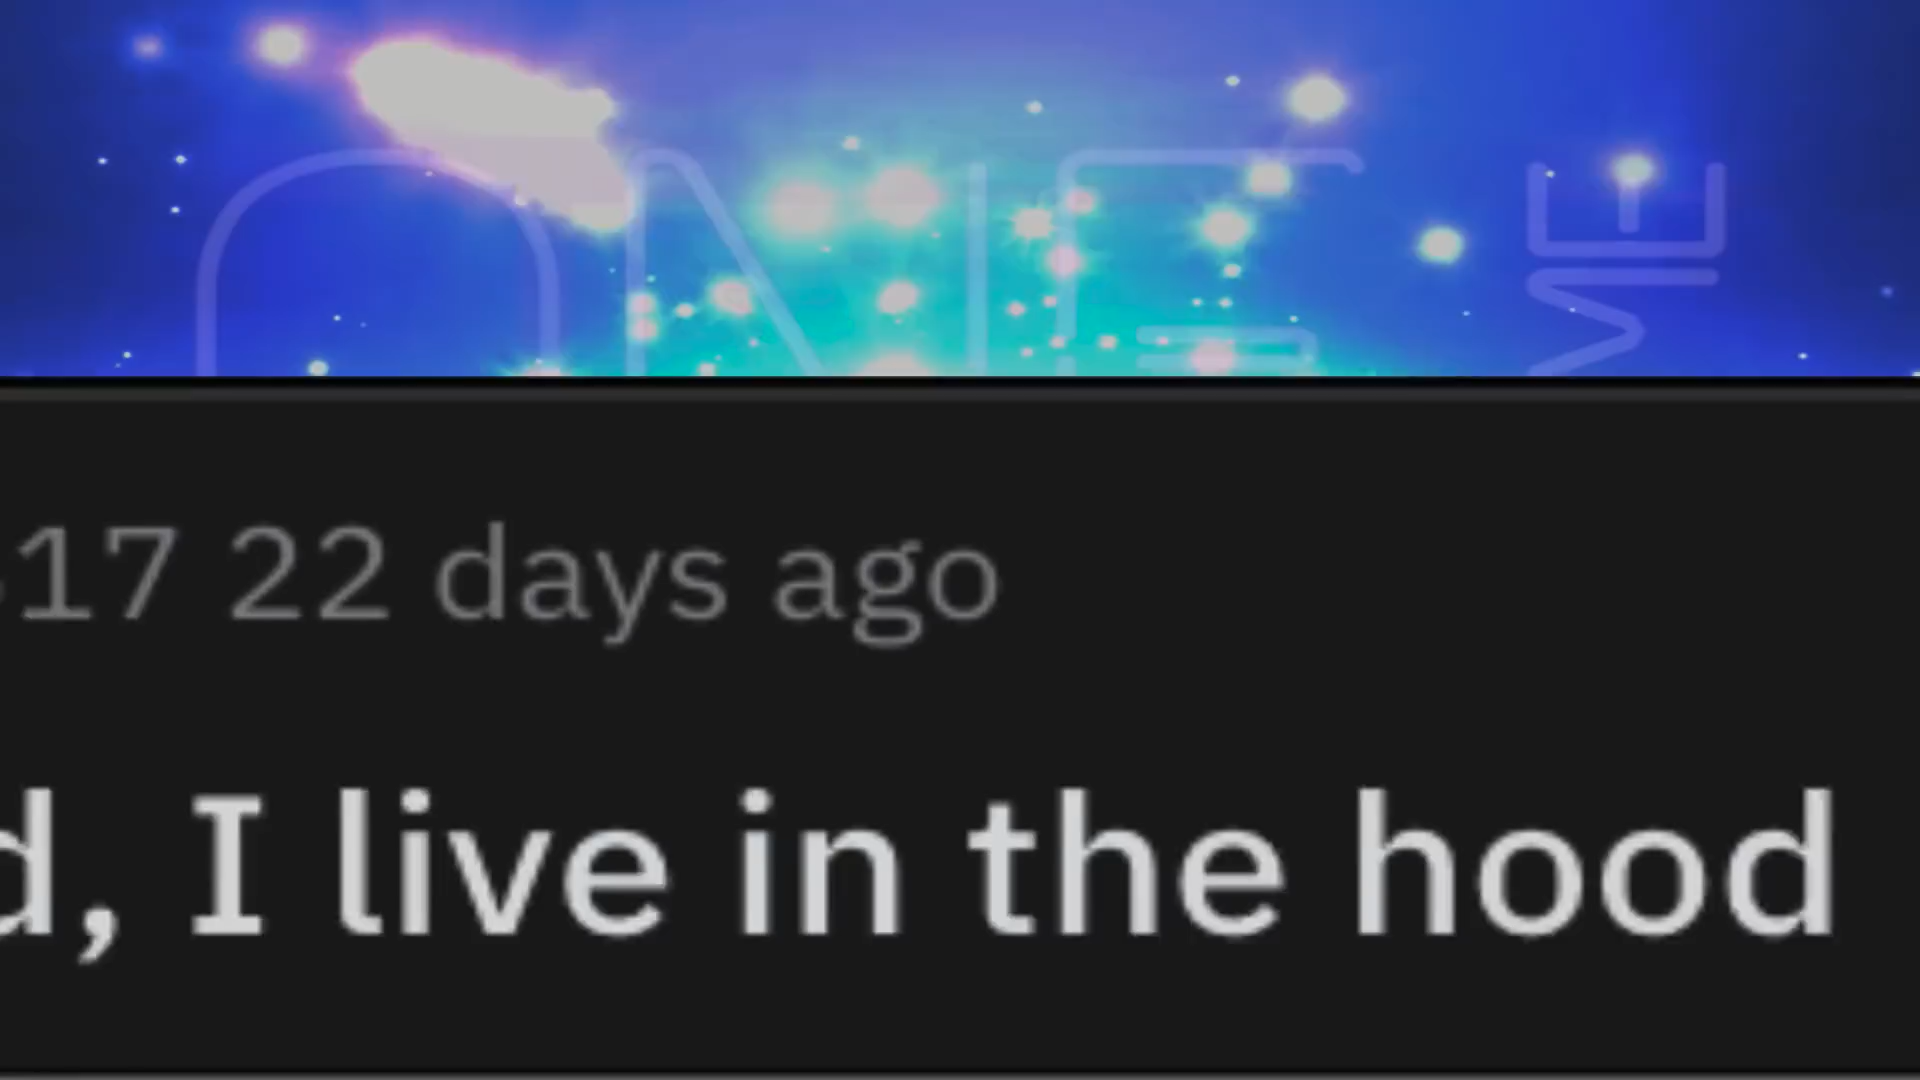 17 22 days ago
d, I live in the hood